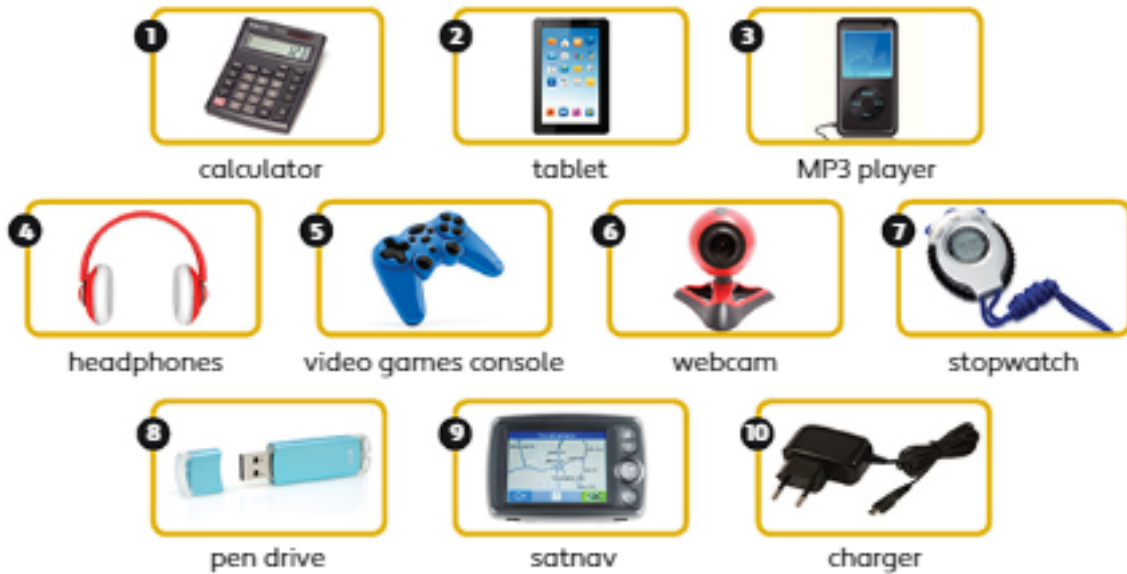 1 2 3
calculator tablet MP3 player
4 5 6 7
headphones video games console webcam stopwatch
8 9 10
pen drive satnav charger